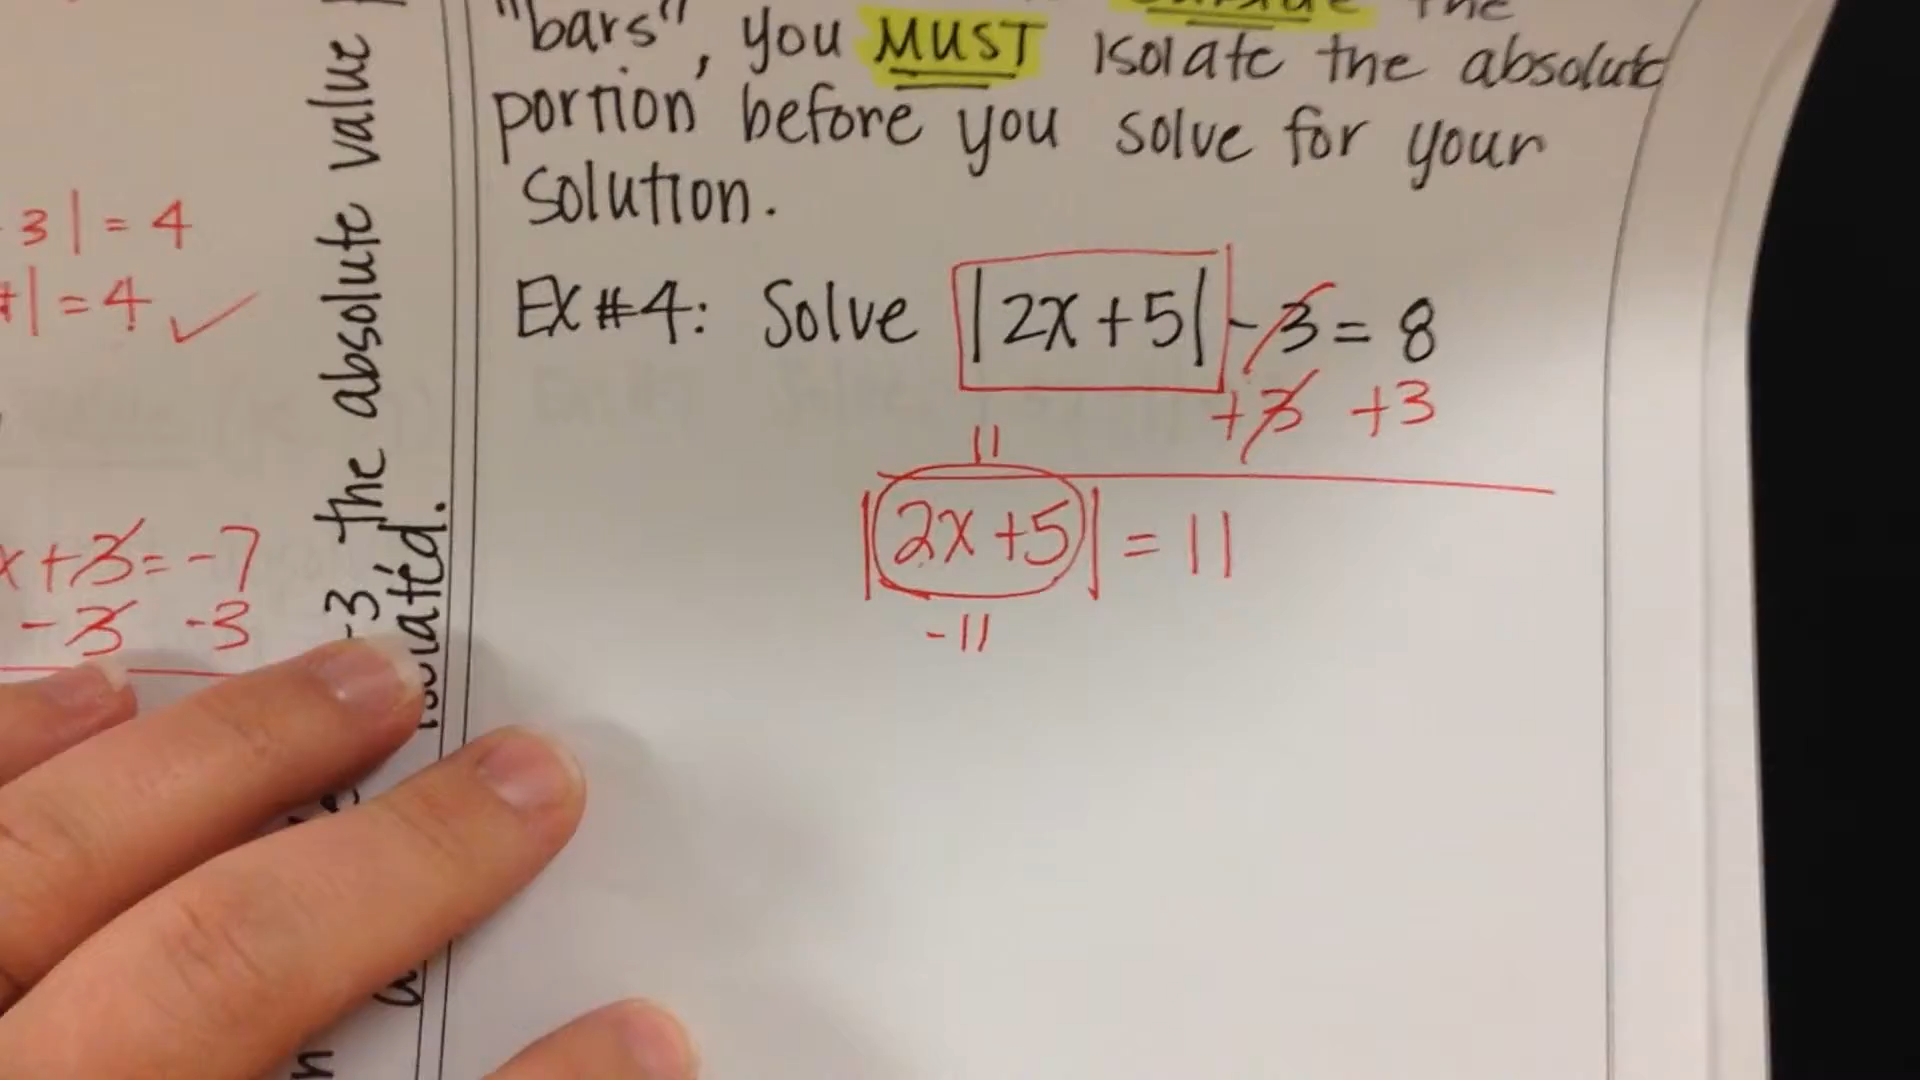 the
"bars", you MUST isolate the absolute
portion before you solve for your
solution.
EX #4: Solve |2x+5| - 3 = 8
+3 +3
11
|2x+5| = 11
-11
3| = 4
| = 4 ✓
x+3 = -7
-3 -3
the absolute value
-3 isolated.